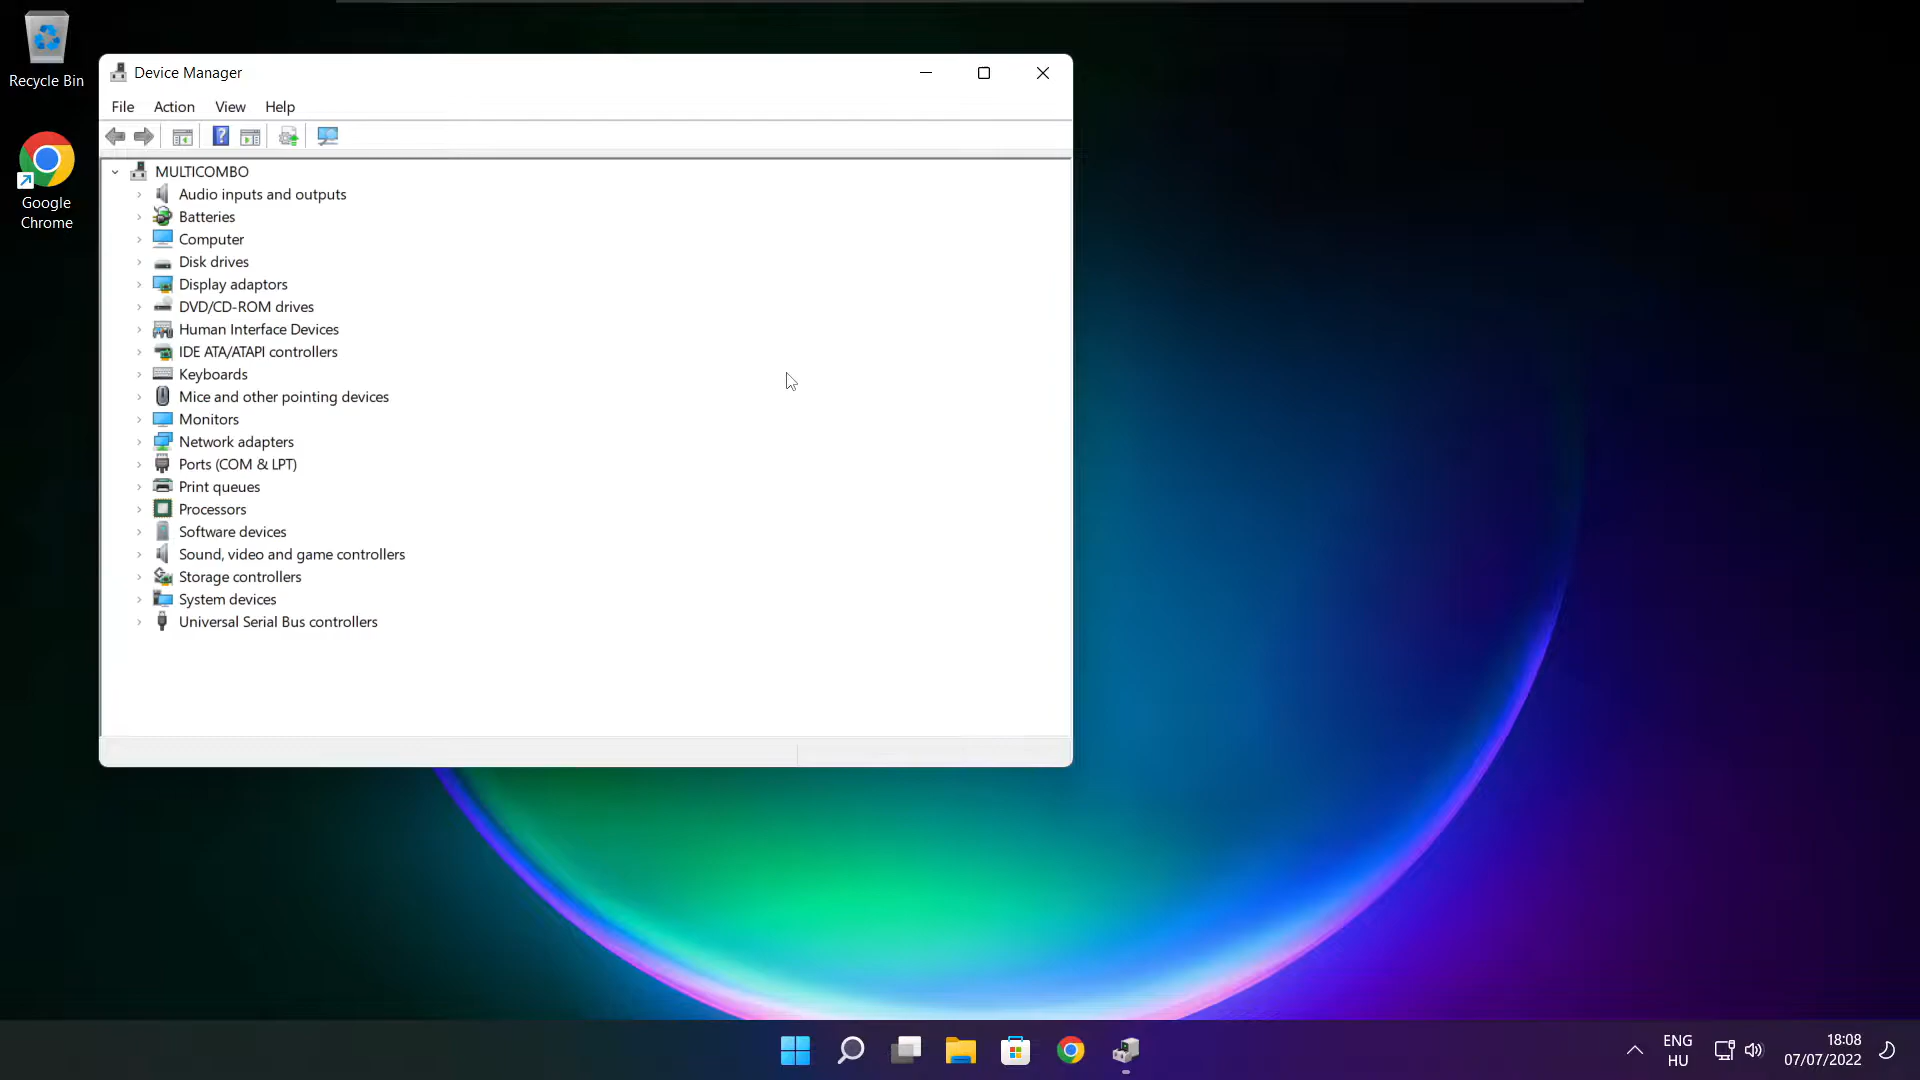 Recycle Bin
Google
Chrome
Device Manager
File Action View Help
MULTICOMBO
Audio inputs and outputs
Batteries
Computer
Disk drives
Display adaptors
DVD/CD-ROM drives
Human Interface Devices
IDE ATA/ATAPI controllers
Keyboards
Mice and other pointing devices
Monitors
Network adapters
Ports (COM & LPT)
Print queues
Processors
Software devices
Sound, video and game controllers
Storage controllers
System devices
Universal Serial Bus controllers
ENG
HU
18:08
07/07/2022